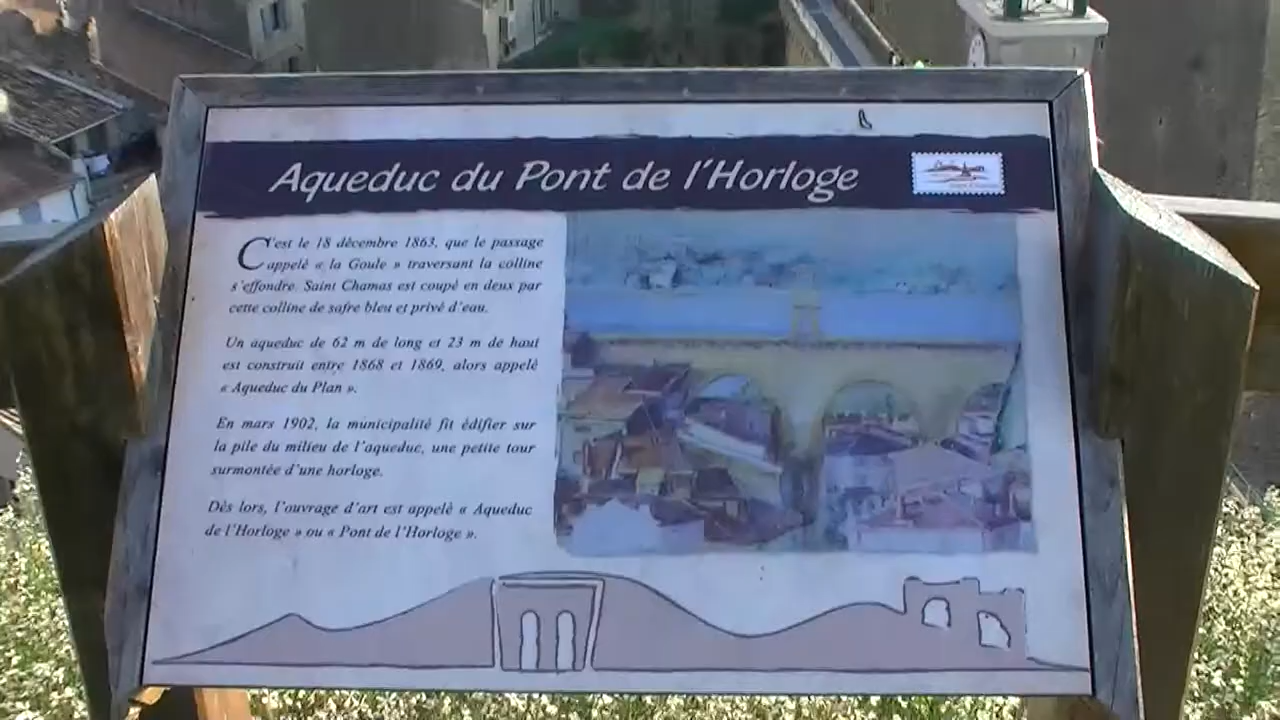 Aqueduc du Pont de l'Horloge
C'est le 18 décembre 1863, que le passage
appelé « la Goule » traversant la colline
s'effondre. Saint Chamas est coupé en deux par
cette colline de safre bleu et privé d'eau.
Un aqueduc de 62 m de long et 23 m de haut
est construit entre 1868 et 1869, alors appelé
« Aqueduc du Plan ».
En mars 1902, la municipalité fit édifier sur
la pile du milieu de l'aqueduc, une petite tour
surmontée d'une horloge.
Dès lors, l'ouvrage d'art est appelé « Aqueduc
de l'Horloge » ou « Pont de l'Horloge ».